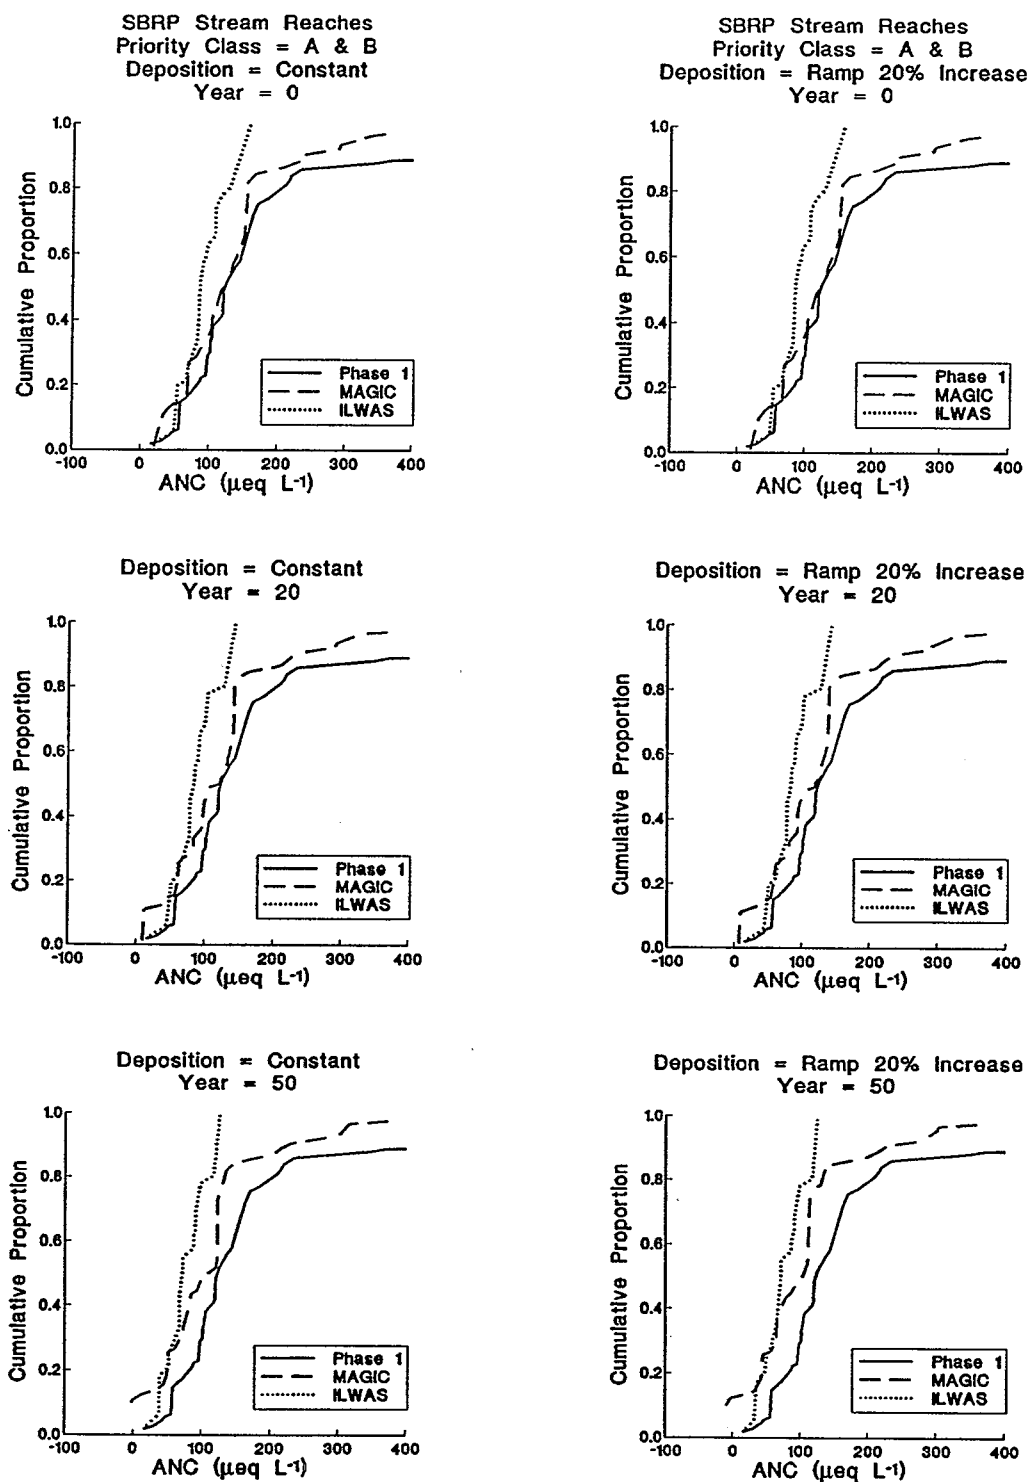 SBRP Stream Reaches
Priority Class = A & B
Deposition = Constant
Year = 0
Cumulative Proportion
1.0
0.8
0.6
0.4
0.2
0.0
-100
0
100
200
300
400
ANC (µeq L-1)
Phase 1
MAGIC
ILWAS
SBRP Stream Reaches
Priority Class = A & B
Deposition = Ramp 20% Increase
Year = 0
Cumulative Proportion
1.0
0.8
0.6
0.4
0.2
0.0
-100
0
100
200
300
400
ANC (µeq L-1)
Phase 1
MAGIC
ILWAS
Deposition = Constant
Year = 20
Cumulative Proportion
1.0
0.8
0.6
0.4
0.2
0.0
-100
0
100
200
300
400
ANC (µeq L-1)
Phase 1
MAGIC
ILWAS
Deposition = Ramp 20% Increase
Year = 20
Cumulative Proportion
1.0
0.8
0.6
0.4
0.2
0.0
-100
0
100
200
300
400
ANC (µeq L-1)
Phase 1
MAGIC
ILWAS
Deposition = Constant
Year = 50
Cumulative Proportion
1.0
0.8
0.6
0.4
0.2
0.0
-100
0
100
200
300
400
ANC (µeq L-1)
Phase 1
MAGIC
ILWAS
Deposition = Ramp 20% Increase
Year = 50
Cumulative Proportion
1.0
0.8
0.6
0.4
0.2
0.0
-100
0
100
200
300
400
ANC (µeq L-1)
Phase 1
MAGIC
ILWAS